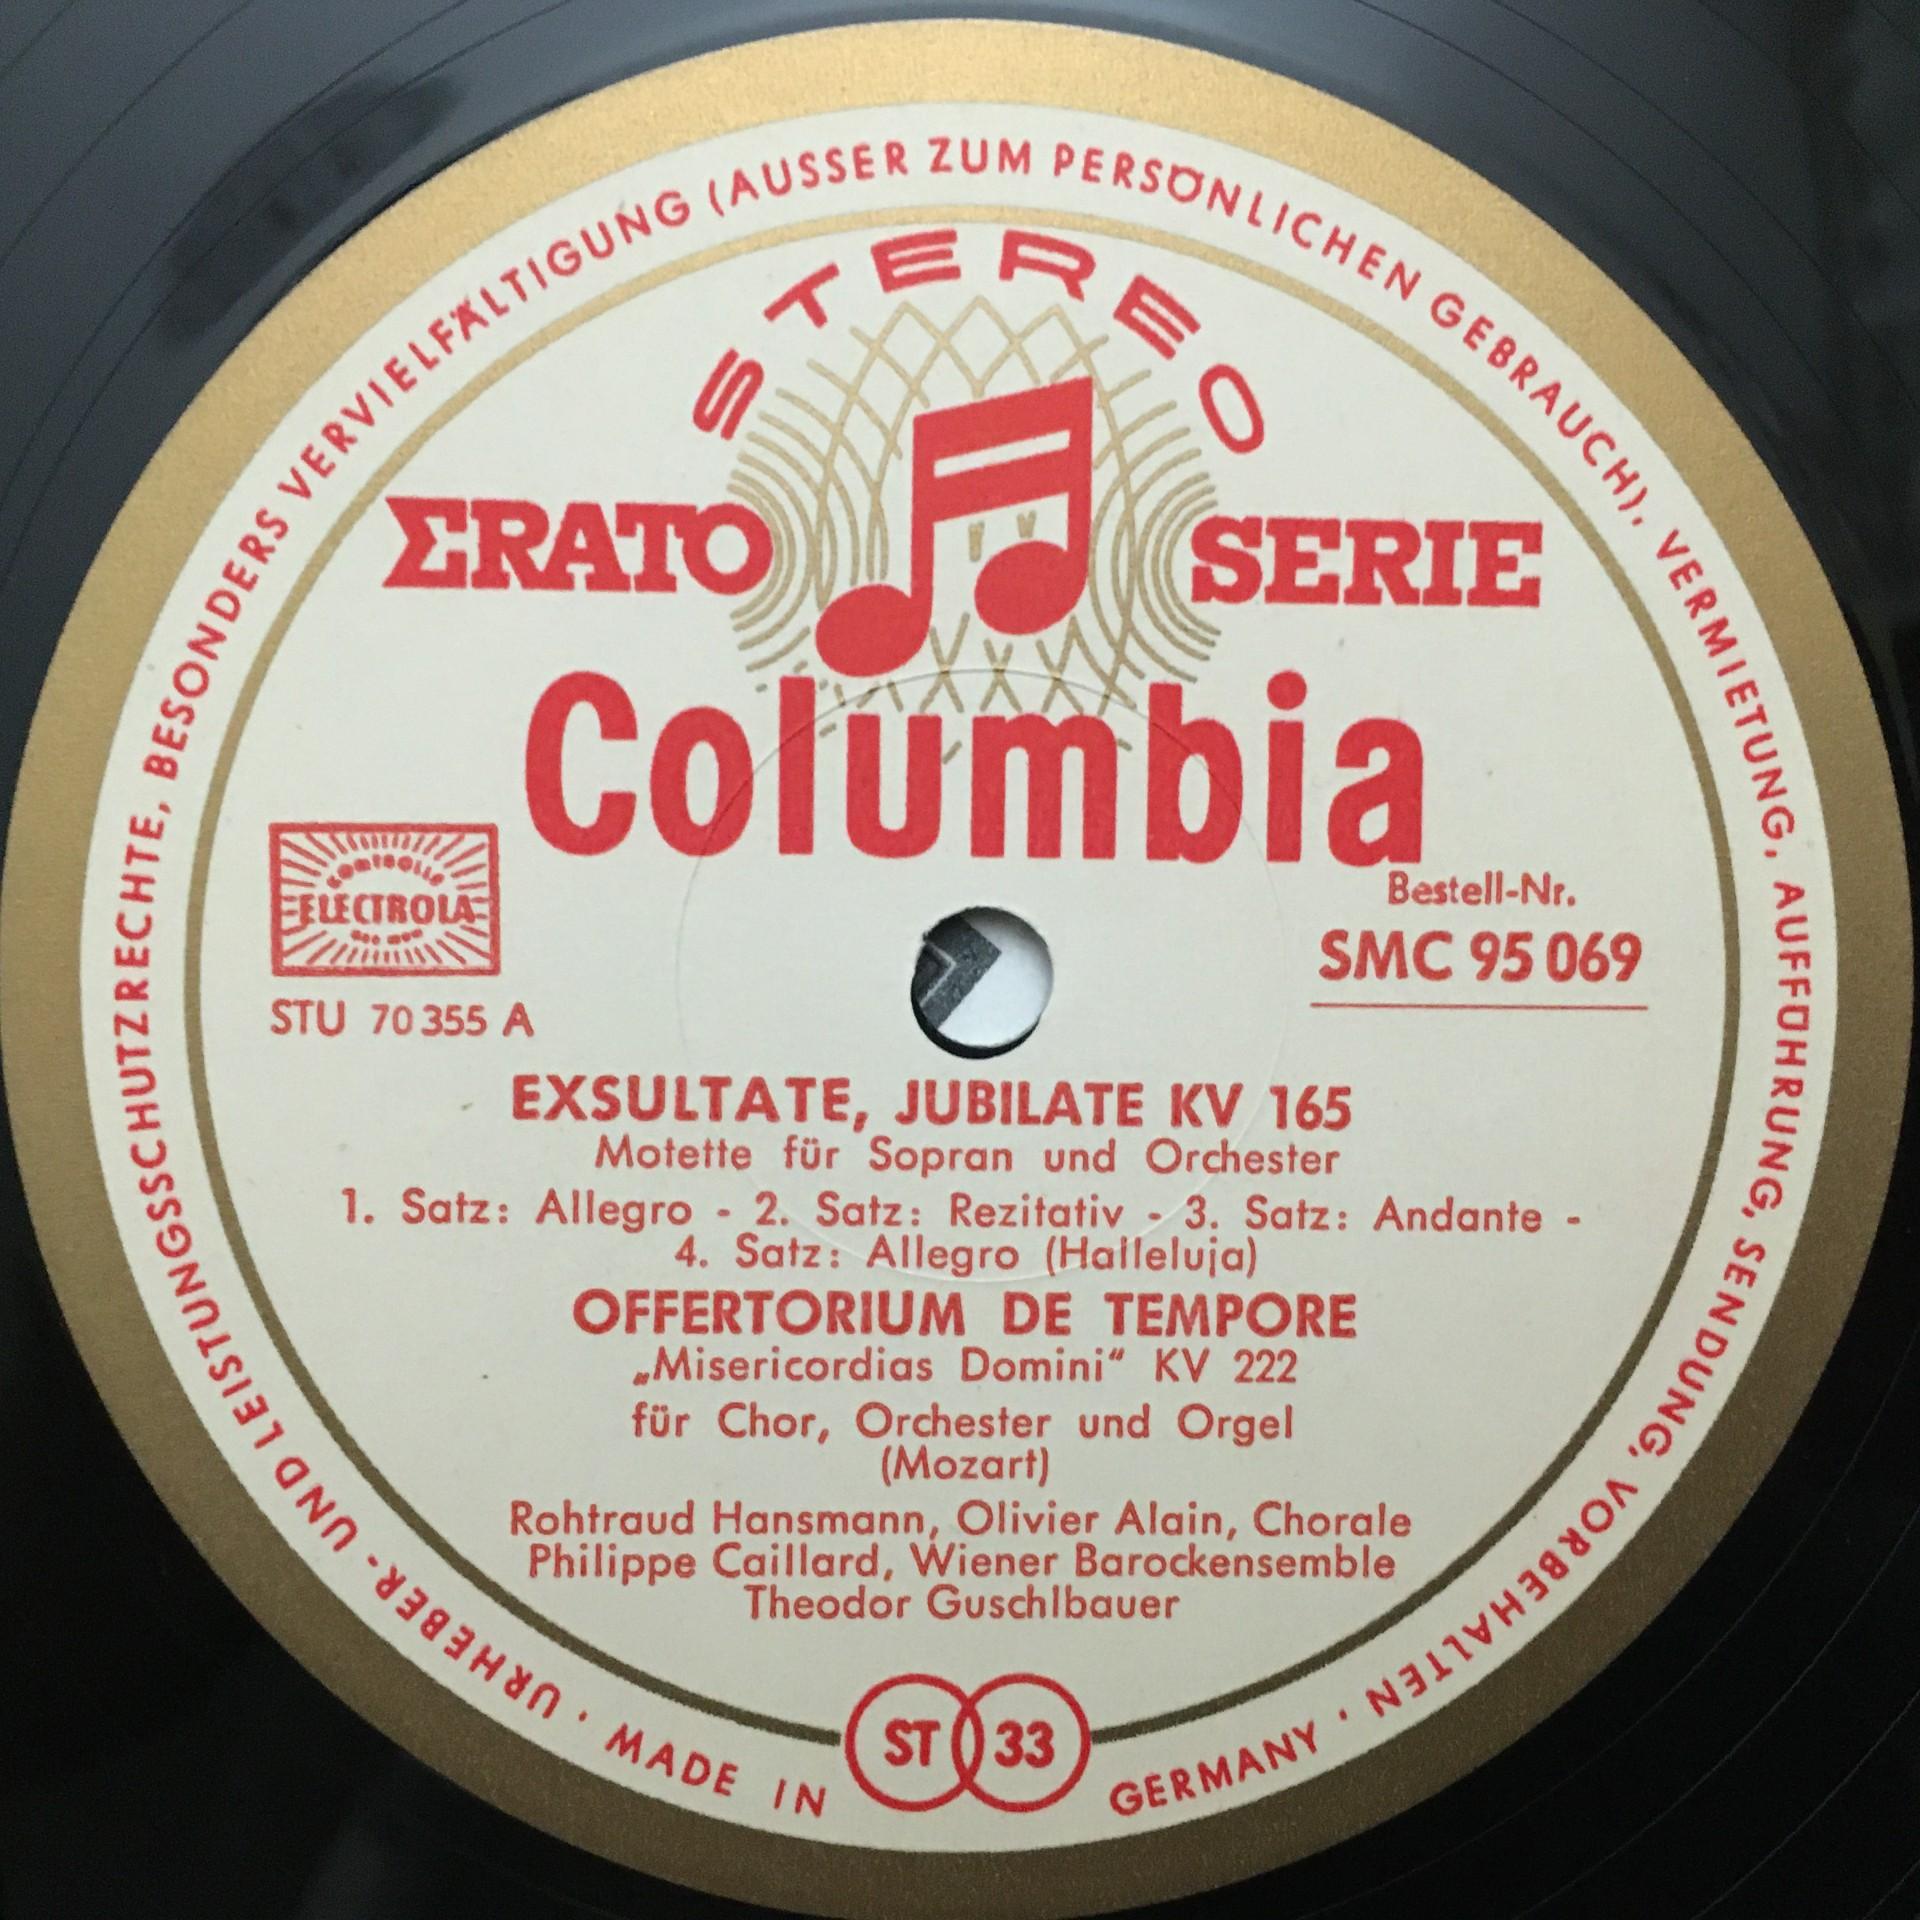 URHEBER- UND LEISTUNGSSCHUTZRECHTE, BESONDERS VERVIELFÄLTIGUNG (AUSSER ZUM PERSÖNLICHEN GEBRAUCH), VERMIETUNG, AUFFÜHRUNG, SENDUNG, VORBEHALTEN ·
STEREO
ΣRATO SERIE
Columbia
ELECTROLA
Bestell-Nr.
SMC 95 069
STU 70 355 A
EXSULTATE, JUBILATE KV 165
Motette für Sopran und Orchester
1. Satz: Allegro - 2. Satz: Rezitativ - 3. Satz: Andante -
4. Satz: Allegro (Halleluja)
OFFERTORIUM DE TEMPORE
„Misericordias Domini“ KV 222
für Chor, Orchester und Orgel
(Mozart)
Rohtraud Hansmann, Olivier Alain, Chorale
Philippe Caillard, Wiener Barockensemble
Theodor Guschlbauer
ST 33
· MADE IN GERMANY